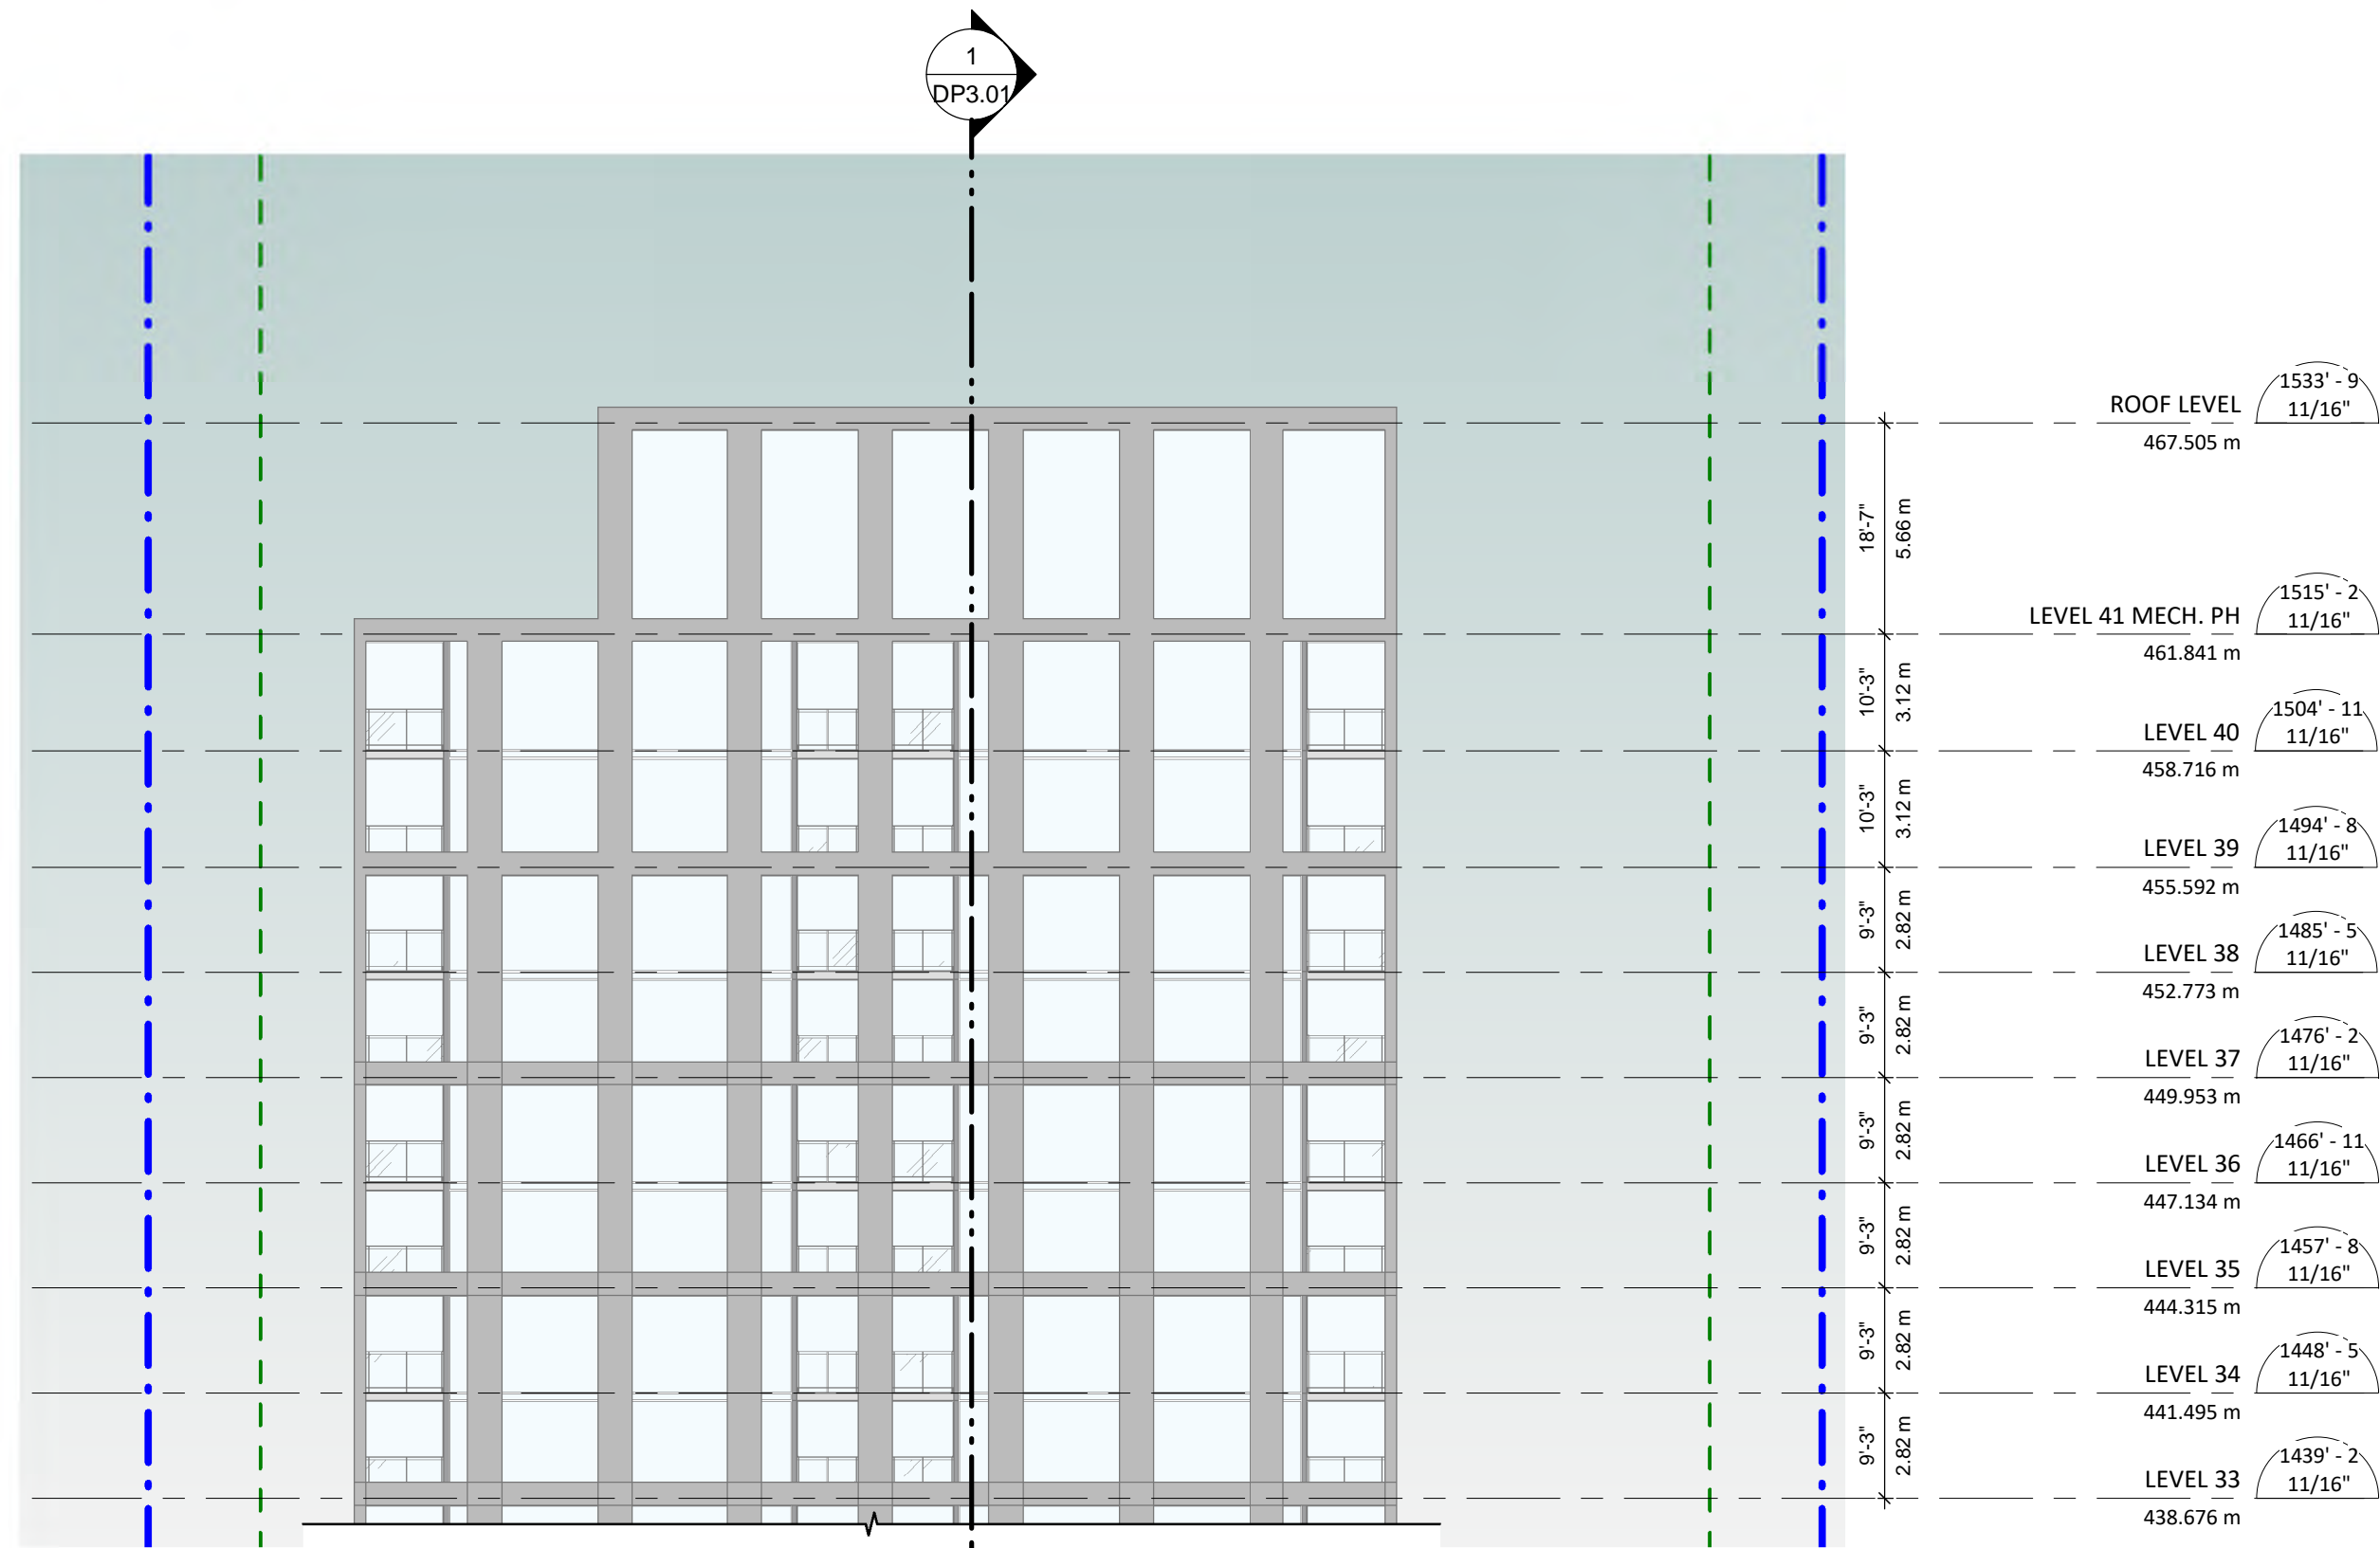 1
DP3.01
1533' - 9
ROOF LEVEL
11/16"
467.505 m
18'-7"
5.66 m
1515' - 2
LEVEL 41 MECH. PH
11/16"
461.841 m
10'-3"
3.12 m
1504' - 11
LEVEL 40
11/16"
458.716 m
10'-3"
3.12 m
1494' - 8
LEVEL 39
11/16"
455.592 m
9'-3"
2.82 m
1485' - 5
LEVEL 38
11/16"
452.773 m
9'-3"
2.82 m
1476' - 2
LEVEL 37
11/16"
449.953 m
9'-3"
2.82 m
1466' - 11
LEVEL 36
11/16"
447.134 m
9'-3"
2.82 m
1457' - 8
LEVEL 35
11/16"
444.315 m
9'-3"
2.82 m
1448' - 5
LEVEL 34
11/16"
441.495 m
9'-3"
2.82 m
1439' - 2
LEVEL 33
11/16"
438.676 m